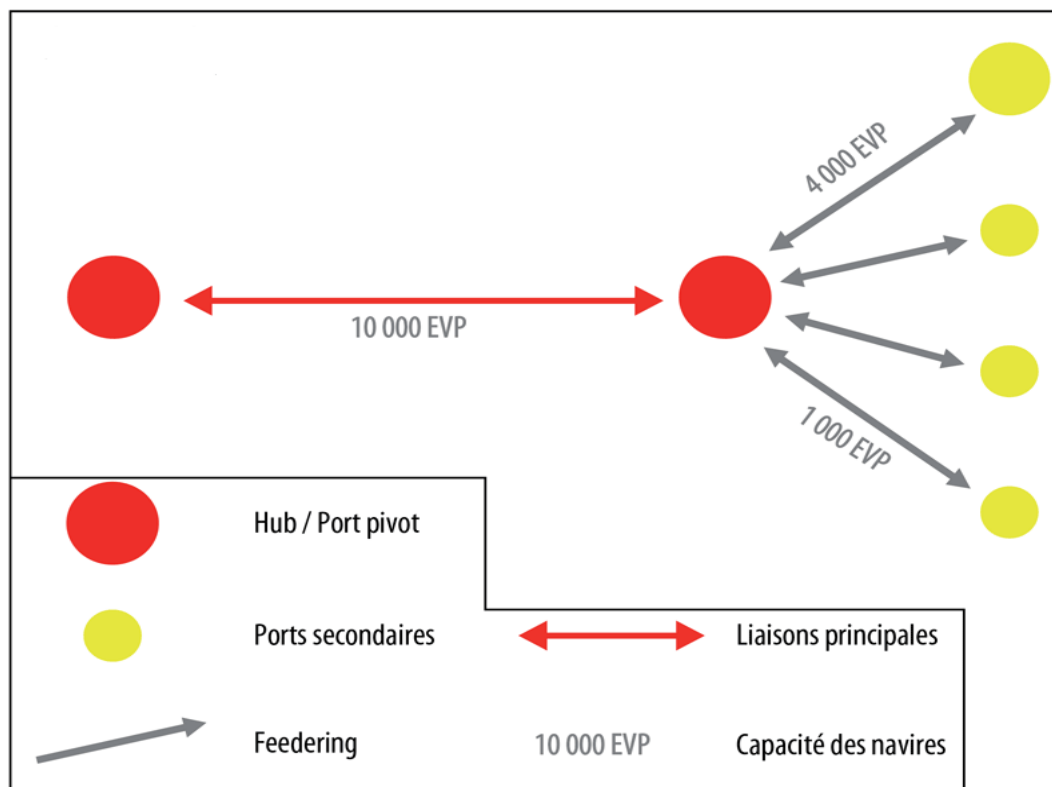 4 000 EVP
10 000 EVP
1 000 EVP
Hub / Port pivot
Ports secondaires
Liaisons principales
Feedering
10 000 EVP
Capacité des navires